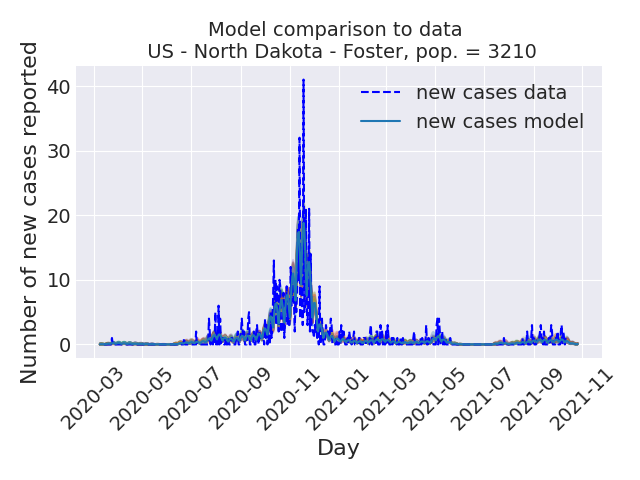 Model comparison to data
US - North Dakota - Foster, pop. = 3210
Number of new cases reported
40
30
20
10
0
new cases data
new cases model
2020-03
2020-05
2020-07
2020-09
2020-11
2021-01
2021-03
2021-05
2021-07
2021-09
2021-11
Day